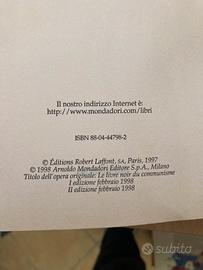 Il nostro indirizzo Internet è:
http://www.mondadori.com/libri
ISBN 88-04-44798-2
© Éditions Robert Laffont, SA, Paris, 1997
© 1998 Arnoldo Mondadori Editore S.p.A., Milano
Titolo dell'opera originale: Le livre noir du communisme
I edizione febbraio 1998
II edizione febbraio 1998
subito